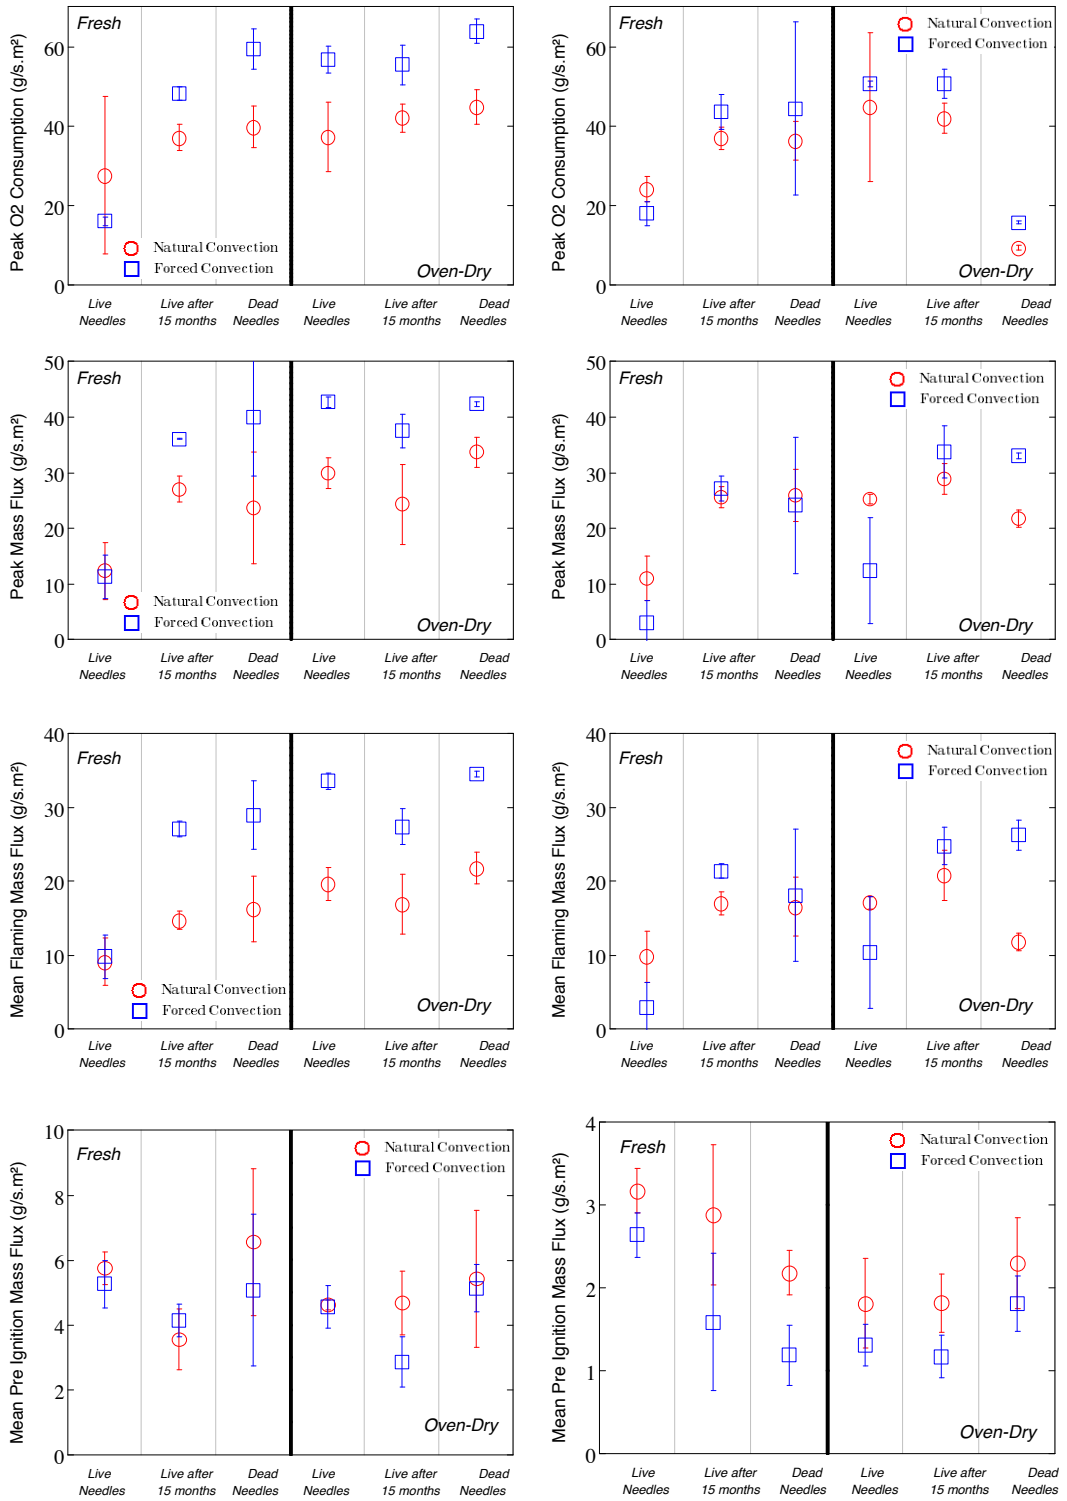 Peak O2 Consumption (g/s.m²)
60
40
20
0
Fresh
Natural Convection
Forced Convection
Oven-Dry
Live Needles
Live after 15 months
Dead Needles
Live Needles
Live after 15 months
Dead Needles
Peak O2 Consumption (g/s.m²)
60
40
20
0
Fresh
Natural Convection
Forced Convection
Oven-Dry
Live Needles
Live after 15 months
Dead Needles
Live Needles
Live after 15 months
Dead Needles
Peak Mass Flux (g/s.m²)
50
40
30
20
10
0
Fresh
Natural Convection
Forced Convection
Oven-Dry
Live Needles
Live after 15 months
Dead Needles
Live Needles
Live after 15 months
Dead Needles
Peak Mass Flux (g/s.m²)
50
40
30
20
10
0
Fresh
Natural Convection
Forced Convection
Oven-Dry
Live Needles
Live after 15 months
Dead Needles
Live Needles
Live after 15 months
Dead Needles
Mean Flaming Mass Flux (g/s.m²)
40
30
20
10
0
Fresh
Natural Convection
Forced Convection
Oven-Dry
Live Needles
Live after 15 months
Dead Needles
Live Needles
Live after 15 months
Dead Needles
Mean Flaming Mass Flux (g/s.m²)
40
30
20
10
0
Fresh
Natural Convection
Forced Convection
Oven-Dry
Live Needles
Live after 15 months
Dead Needles
Live Needles
Live after 15 months
Dead Needles
Mean Pre Ignition Mass Flux (g/s.m²)
10
8
6
4
2
0
Fresh
Natural Convection
Forced Convection
Oven-Dry
Live Needles
Live after 15 months
Dead Needles
Live Needles
Live after 15 months
Dead Needles
Mean Pre Ignition Mass Flux (g/s.m²)
4
3
2
1
0
Fresh
Natural Convection
Forced Convection
Oven-Dry
Live Needles
Live after 15 months
Dead Needles
Live Needles
Live after 15 months
Dead Needles